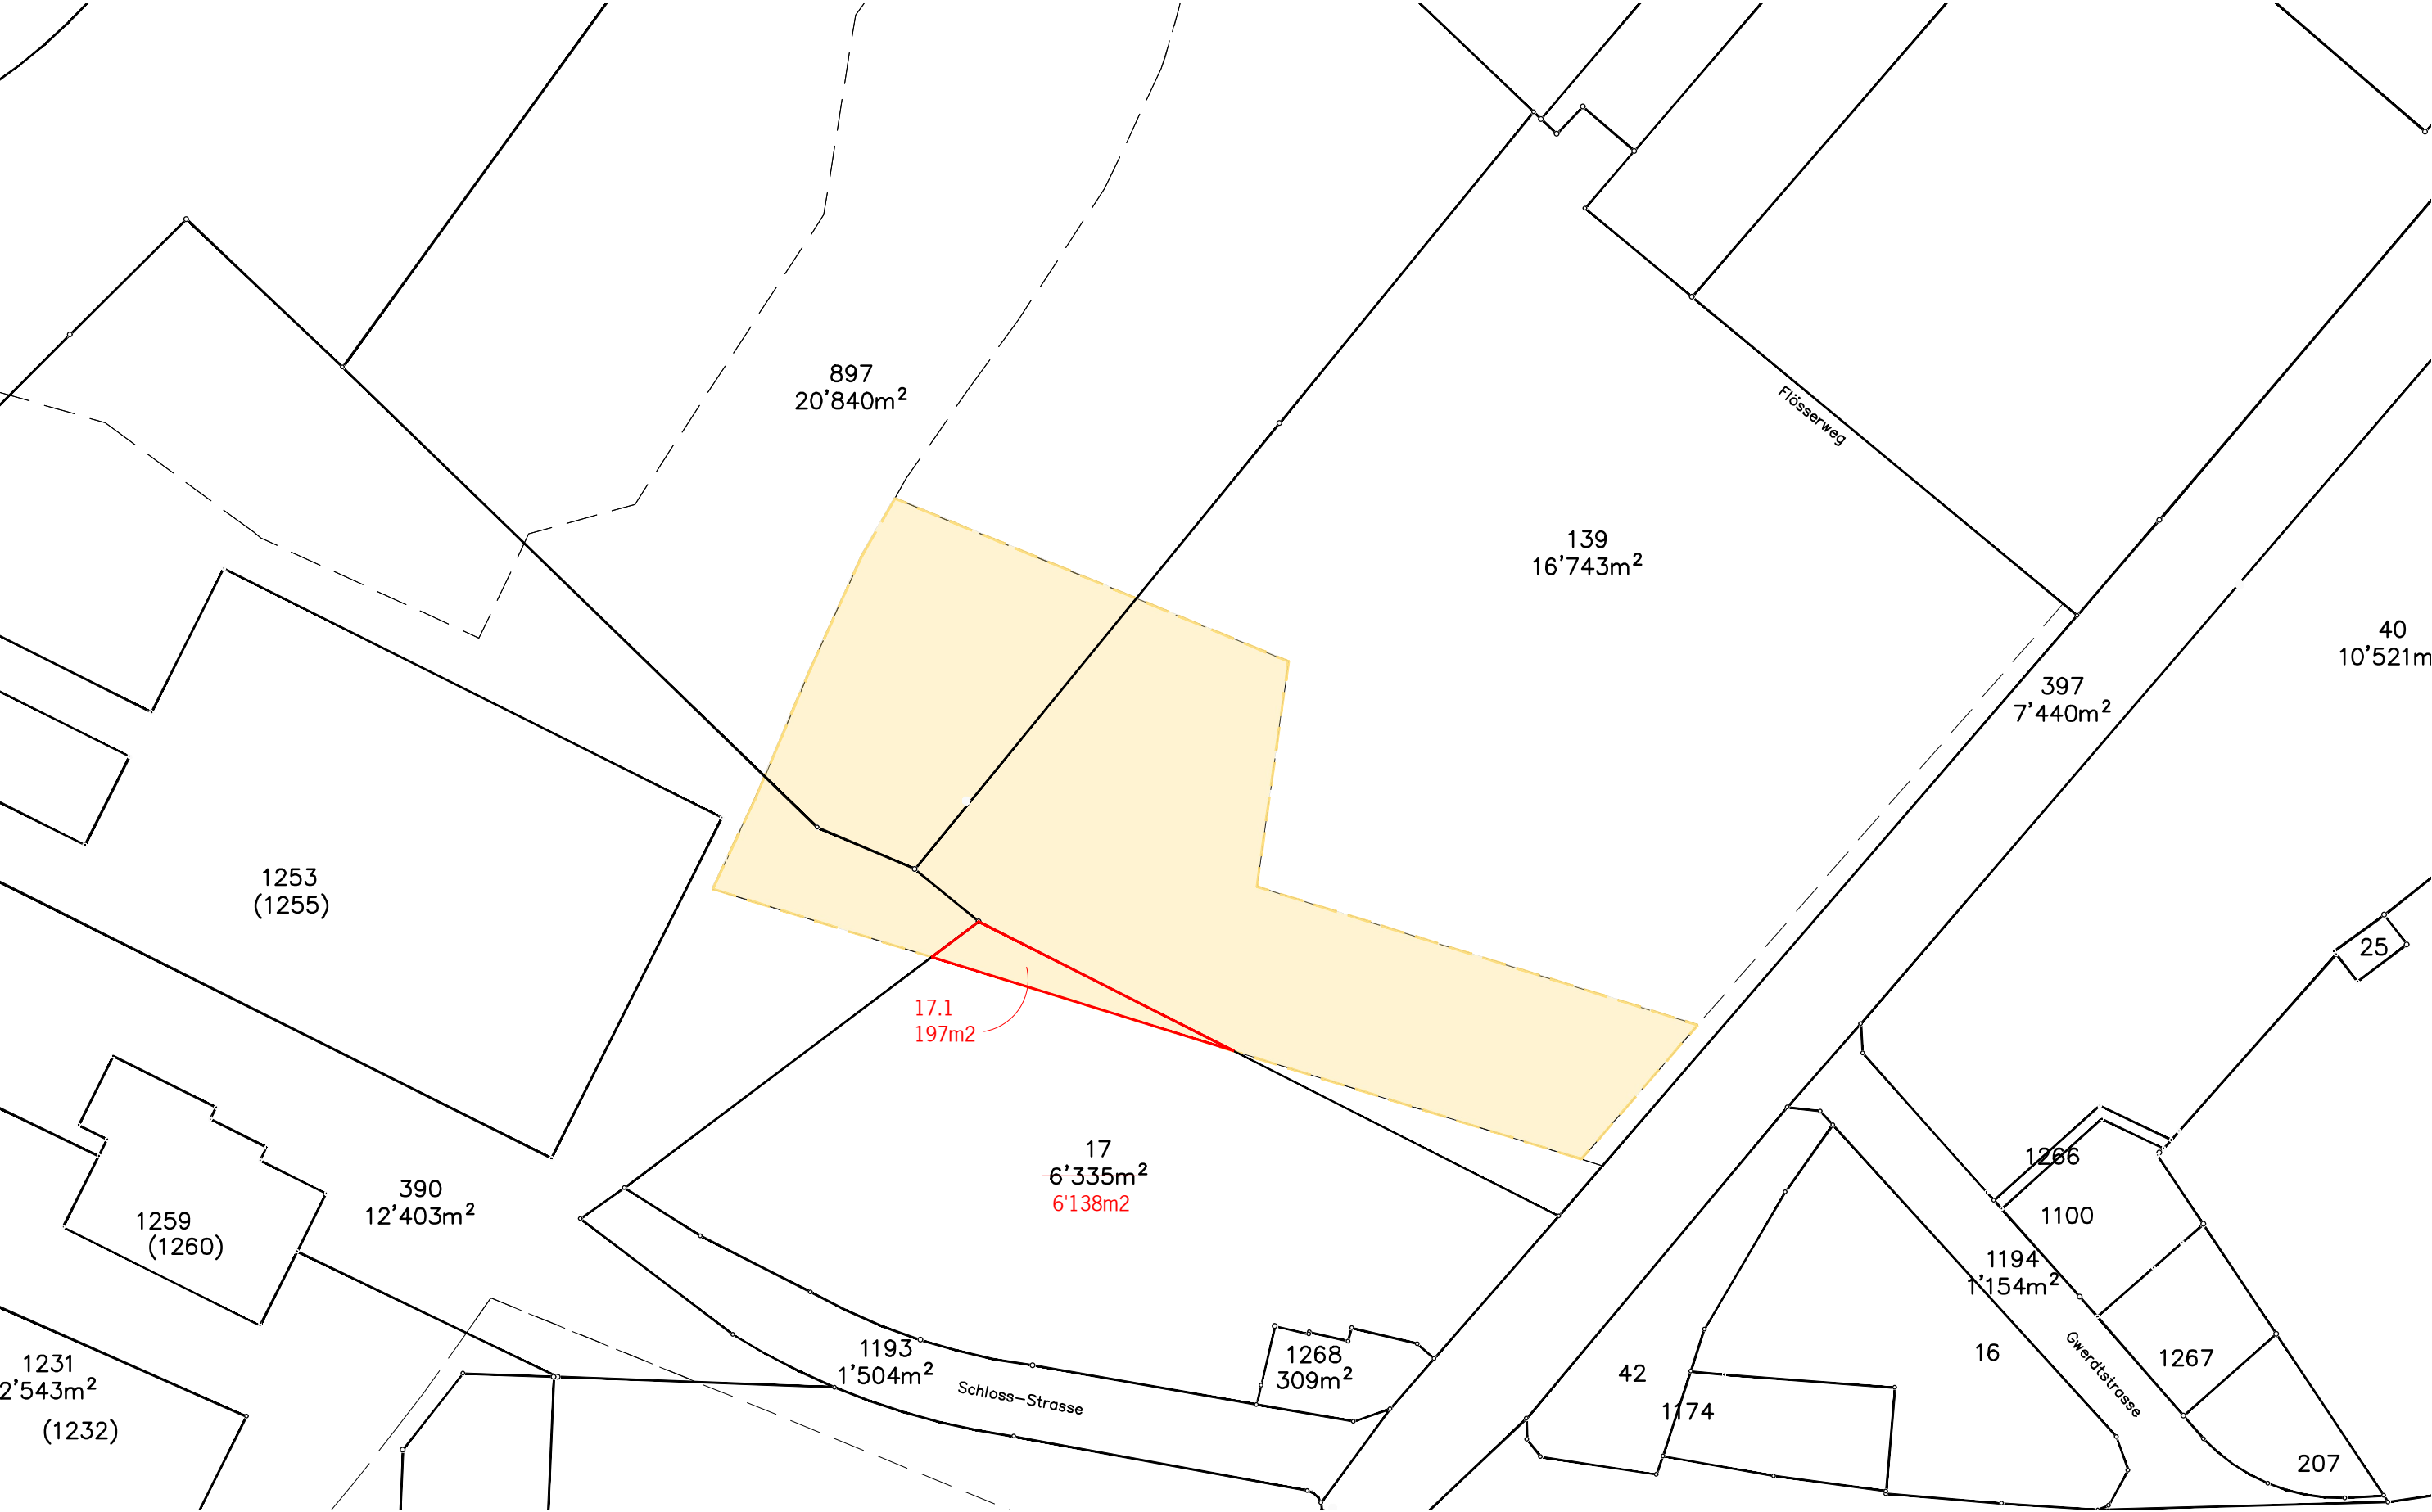 897
20'840m²
Flösserweg
139
16'743m²
40
10'521m
397
7'440m²
1253
(1255)
25
17.1
197m2
17
6'335m²
6'138m2
1266
390
12'403m²
1100
1259
(1260)
1194
1'154m²
1193
1'504m²
1268
309m²
16
Gwerdtstrasse
1267
1231
2'543m²
(1232)
42
Schloss-Strasse
1174
207